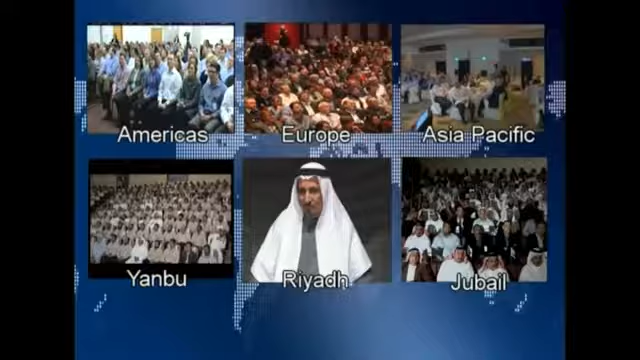 Americas
Europe
Asia Pacific
Yanbu
Riyadh
Jubail